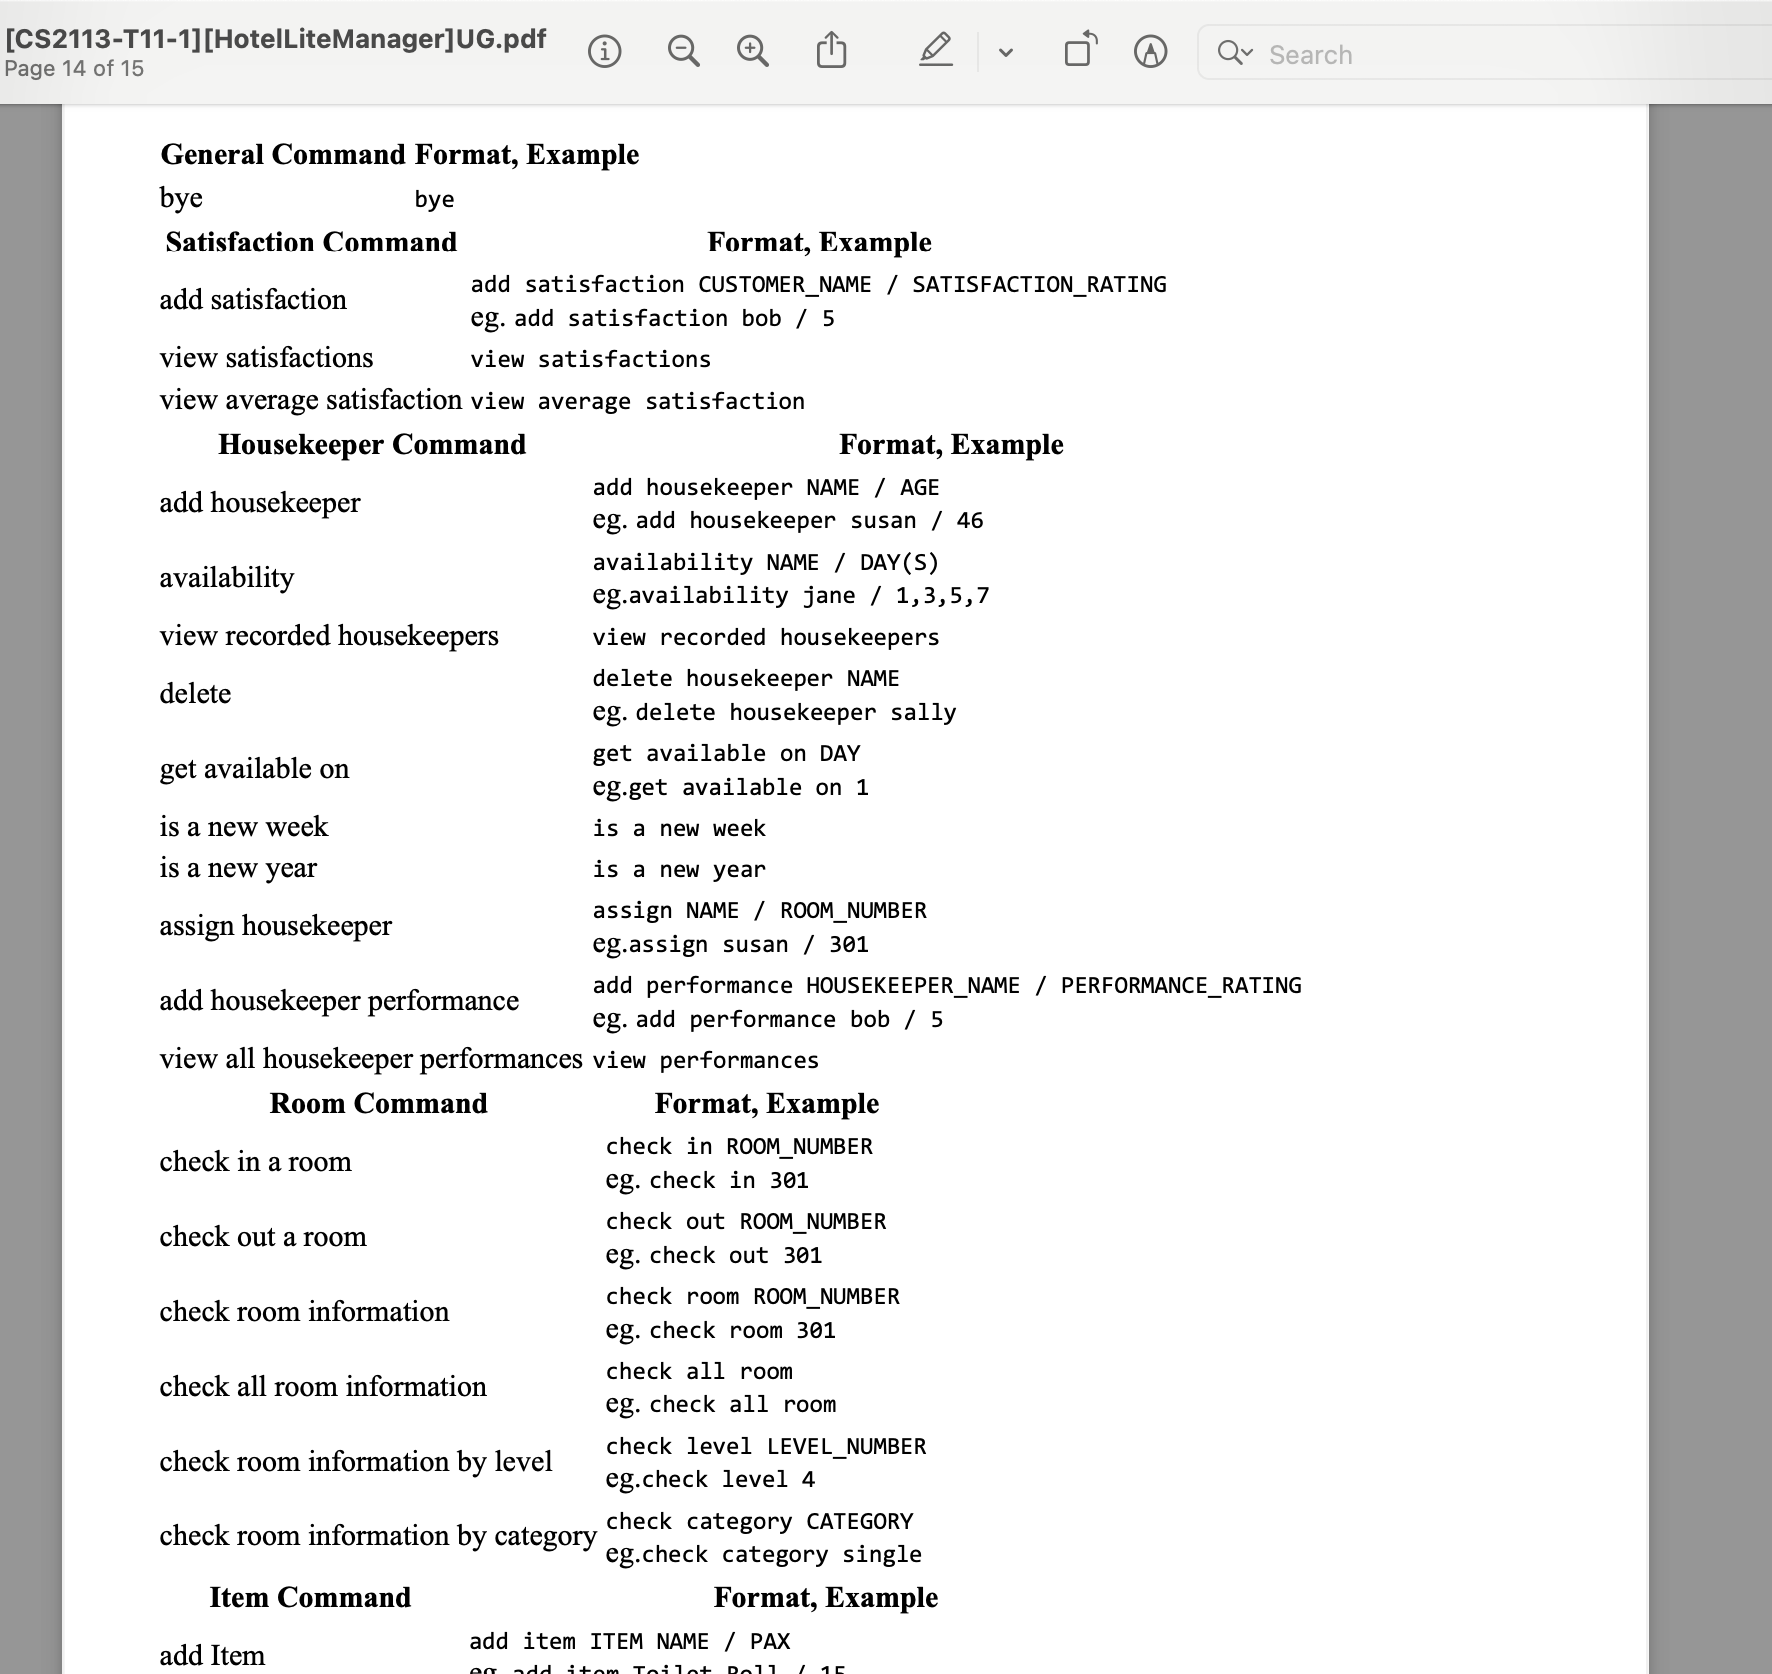 [CS2113-T11-1][HotelLiteManager]UG.pdf
Page 14 of 15
Search
General Command Format, Example
bye bye
Satisfaction Command Format, Example
add satisfaction CUSTOMER_NAME / SATISFACTION_RATING
add satisfaction
eg. add satisfaction bob / 5
view satisfactions view satisfactions
view average satisfaction view average satisfaction
Housekeeper Command Format, Example
add housekeeper NAME / AGE
add housekeeper
eg. add housekeeper susan / 46
availability NAME / DAY(S)
availability
eg.availability jane / 1,3,5,7
view recorded housekeepers view recorded housekeepers
delete housekeeper NAME
delete
eg. delete housekeeper sally
get available on DAY
get available on
eg.get available on 1
is a new week is a new week
is a new year is a new year
assign NAME / ROOM_NUMBER
assign housekeeper
eg.assign susan / 301
add performance HOUSEKEEPER_NAME / PERFORMANCE_RATING
add housekeeper performance
eg. add performance bob / 5
view all housekeeper performances view performances
Room Command Format, Example
check in ROOM_NUMBER
check in a room
eg. check in 301
check out ROOM_NUMBER
check out a room
eg. check out 301
check room ROOM_NUMBER
check room information
eg. check room 301
check all room
check all room information
eg. check all room
check level LEVEL_NUMBER
check room information by level
eg.check level 4
check category CATEGORY
check room information by category
eg.check category single
Item Command Format, Example
add item ITEM NAME / PAX
add Item
eg. add item Toilet Roll / 15